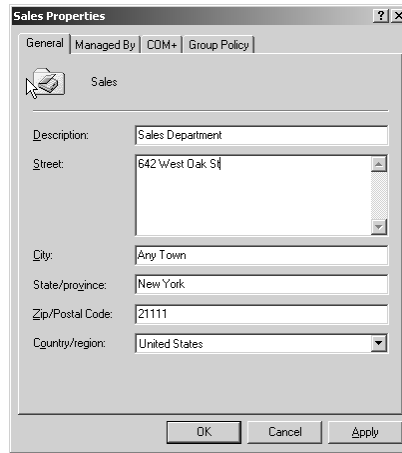 Sales Properties
General Managed By COM+ Group Policy
Sales
Description: Sales Department
Street: 642 West Oak St
City: Any Town
State/province: New York
Zip/Postal Code: 21111
Country/region: United States
OK Cancel Apply